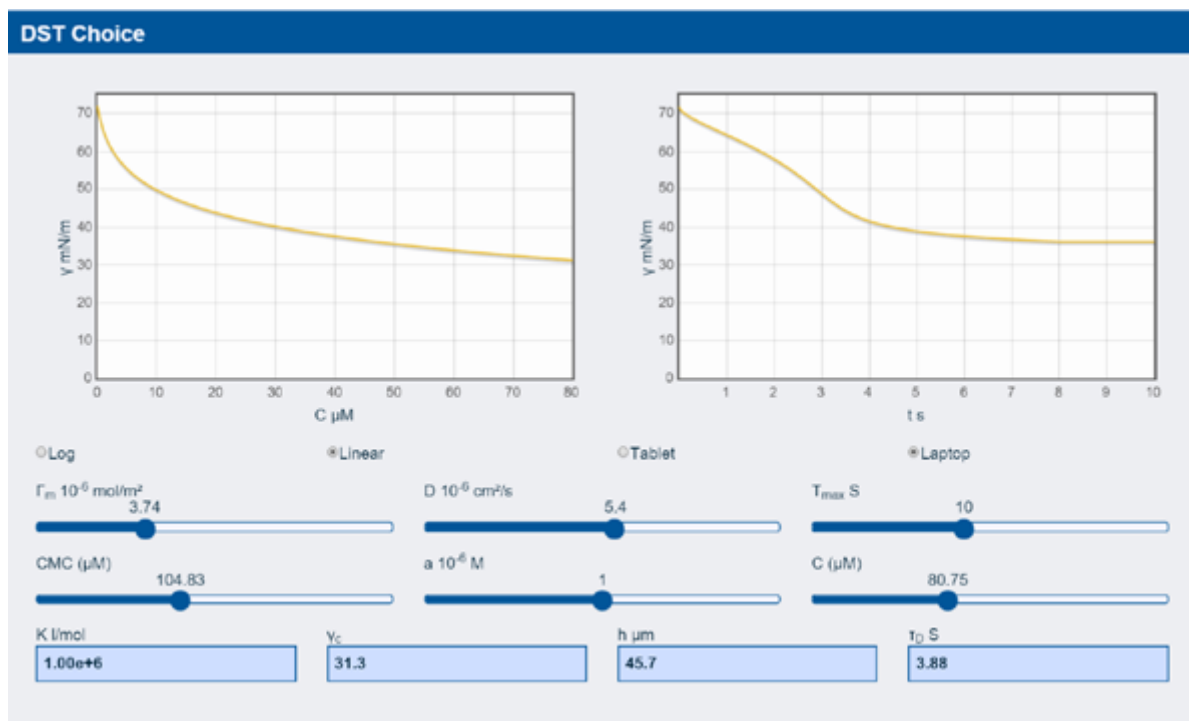 DST Choice
70
60
50
40
30
20
10
0
γ mN/m
0 10 20 30 40 50 60 70 80
C μM
70
60
50
40
30
20
10
0
γ mN/m
1 2 3 4 5 6 7 8 9 10
t s
Log Linear Tablet Laptop
Γm 10⁻⁶ mol/m² D 10⁻⁶ cm²/s Tmax S
3.74 5.4 10
CMC (μM) a 10⁻⁶ M C (μM)
104.83 1 80.75
K l/mol γc h μm τD S
1.00e+6 31.3 45.7 3.88